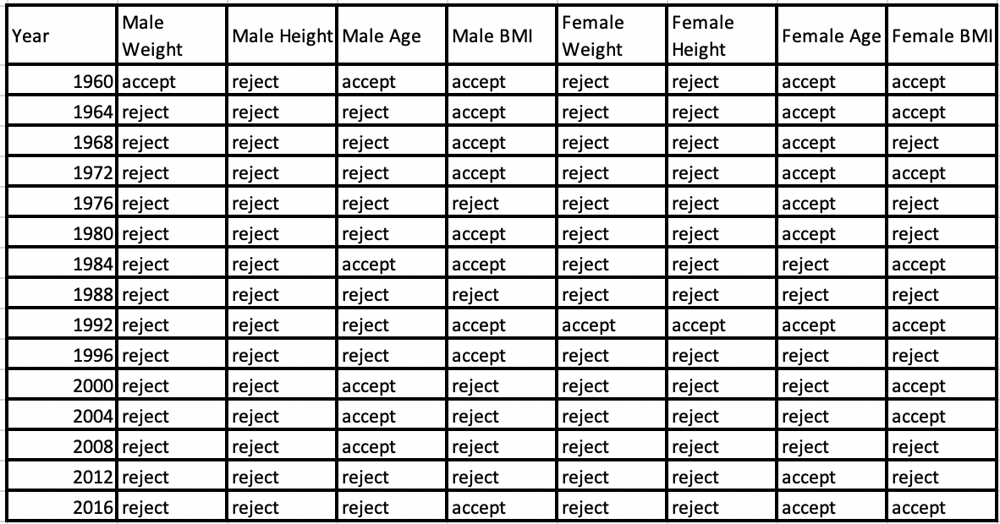 Year Male Weight Male Height Male Age Male BMI Female Weight Female Height Female Age Female BMI
1960 accept reject accept accept reject reject accept accept
1964 reject reject reject accept reject reject accept accept
1968 reject reject reject accept reject reject accept reject
1972 reject reject reject accept reject reject accept accept
1976 reject reject reject reject reject reject accept reject
1980 reject reject reject accept reject reject accept reject
1984 reject reject accept accept reject reject reject accept
1988 reject reject reject reject reject reject reject reject
1992 reject reject reject accept accept accept accept accept
1996 reject reject reject accept reject reject reject reject
2000 reject reject accept reject reject reject reject accept
2004 reject reject accept reject reject reject reject accept
2008 reject reject accept reject reject reject reject reject
2012 reject reject reject reject reject reject accept reject
2016 reject reject reject accept reject reject accept accept